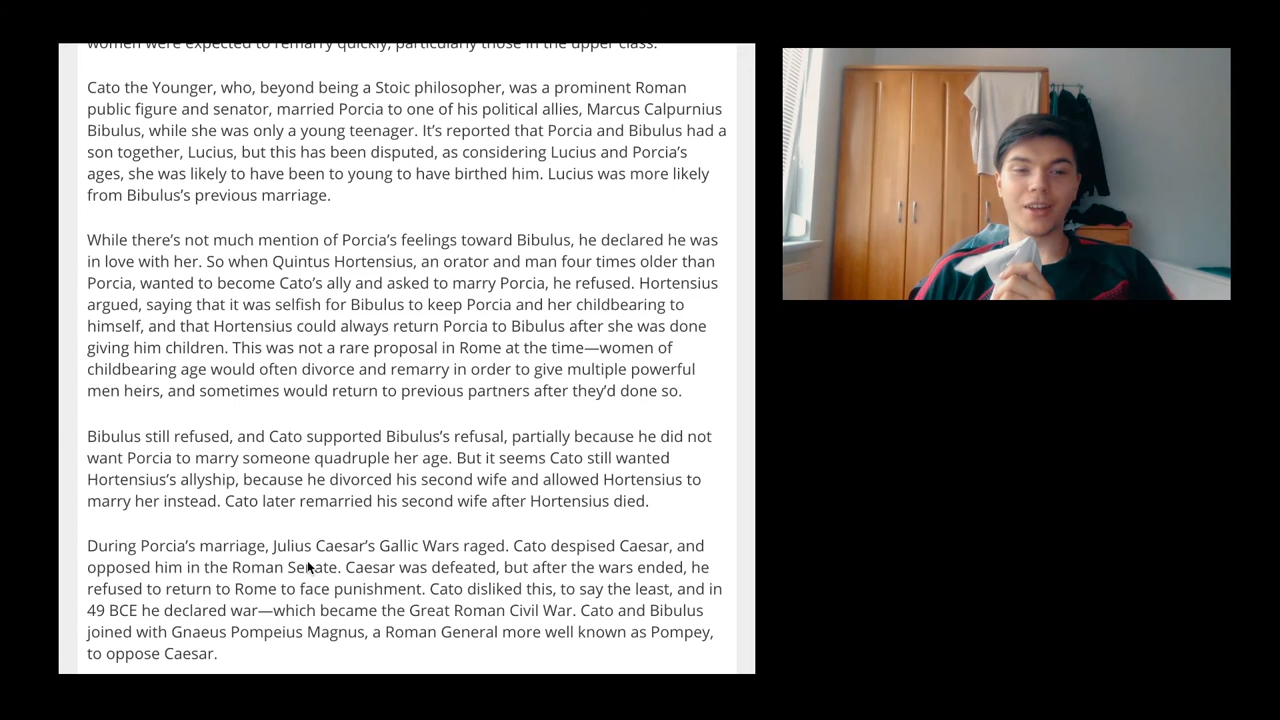 women were expected to remarry quickly, particularly those in the upper class.
Cato the Younger, who, beyond being a Stoic philosopher, was a prominent Roman
public figure and senator, married Porcia to one of his political allies, Marcus Calpurnius
Bibulus, while she was only a young teenager. It’s reported that Porcia and Bibulus had a
son together, Lucius, but this has been disputed, as considering Lucius and Porcia’s
ages, she was likely to have been to young to have birthed him. Lucius was more likely
from Bibulus’s previous marriage.
While there’s not much mention of Porcia’s feelings toward Bibulus, he declared he was
in love with her. So when Quintus Hortensius, an orator and man four times older than
Porcia, wanted to become Cato’s ally and asked to marry Porcia, he refused. Hortensius
argued, saying that it was selfish for Bibulus to keep Porcia and her childbearing to
himself, and that Hortensius could always return Porcia to Bibulus after she was done
giving him children. This was not a rare proposal in Rome at the time—women of
childbearing age would often divorce and remarry in order to give multiple powerful
men heirs, and sometimes would return to previous partners after they’d done so.
Bibulus still refused, and Cato supported Bibulus’s refusal, partially because he did not
want Porcia to marry someone quadruple her age. But it seems Cato still wanted
Hortensius’s allyship, because he divorced his second wife and allowed Hortensius to
marry her instead. Cato later remarried his second wife after Hortensius died.
During Porcia’s marriage, Julius Caesar’s Gallic Wars raged. Cato despised Caesar, and
opposed him in the Roman Senate. Caesar was defeated, but after the wars ended, he
refused to return to Rome to face punishment. Cato disliked this, to say the least, and in
49 BCE he declared war—which became the Great Roman Civil War. Cato and Bibulus
joined with Gnaeus Pompeius Magnus, a Roman General more well known as Pompey,
to oppose Caesar.